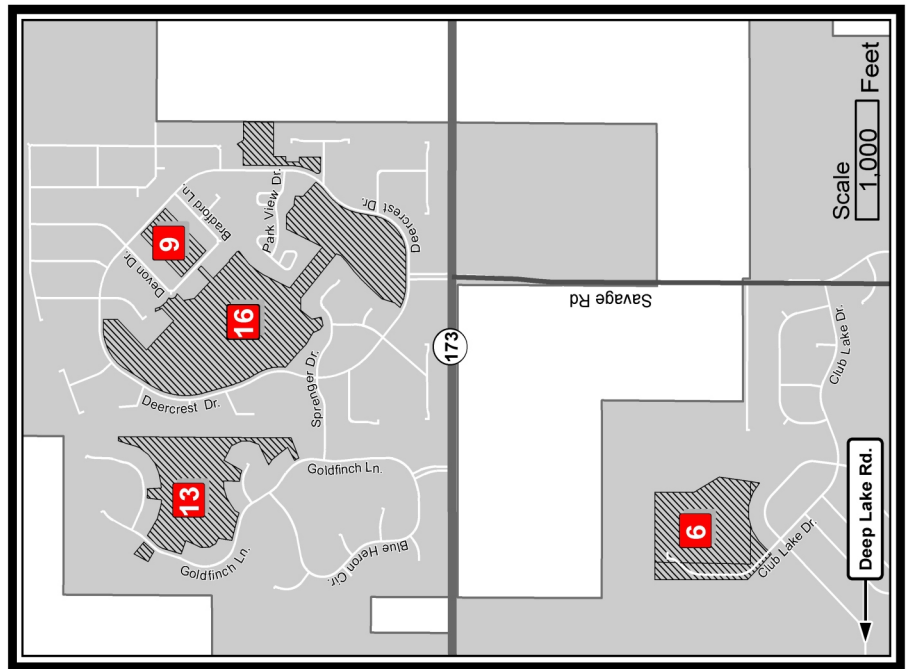 Scale
1,000 Feet
Bradford Ln.
Park View Dr.
9
Devon Dr.
Deercrest Dr.
16
Savage Rd
173
Sprenger Dr.
Club Lake Dr.
Deercrest Dr.
Goldfinch Ln.
13
Goldfinch Ln.
Blue Heron Cir.
6
Club Lake Dr.
Deep Lake Rd.